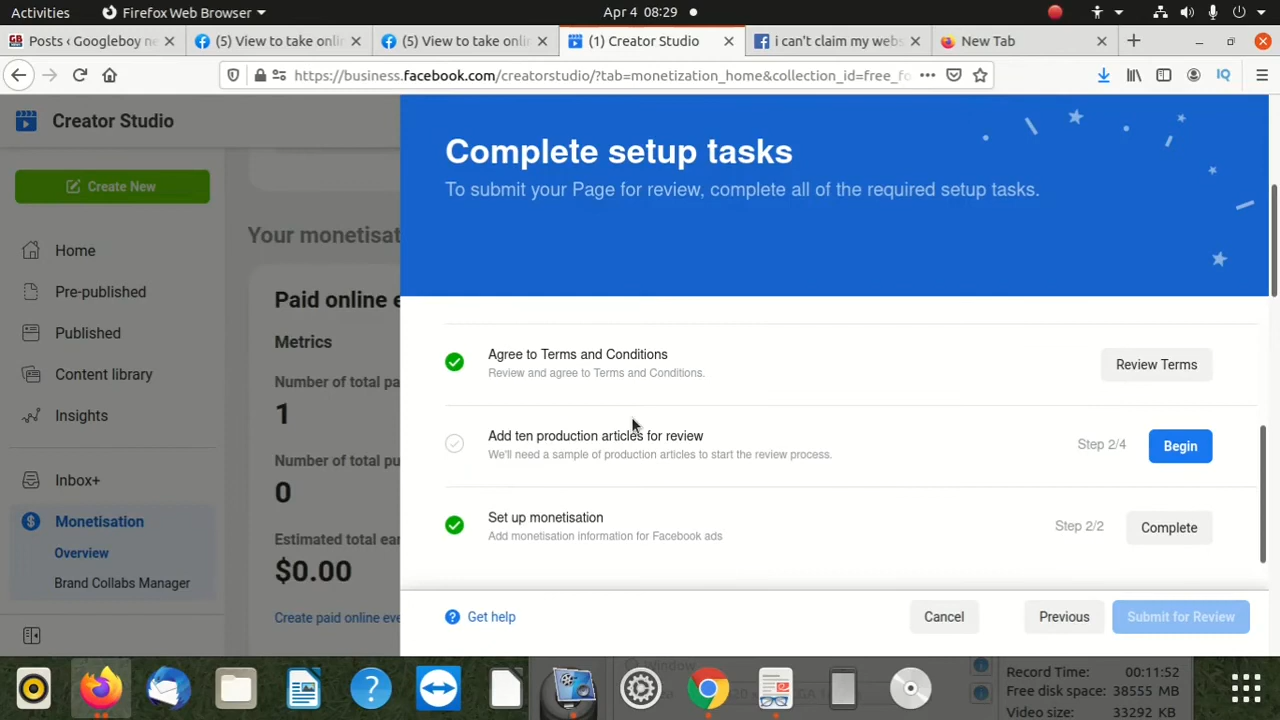 Activities
Firefox Web Browser
Apr 4 08:29
Posts ‹ Googleboy ne
(5) View to take onli
(5) View to take onli
(1) Creator Studio
i can't claim my webs
New Tab
https://business.facebook.com/creatorstudio/?tab=monetization_home&collection_id=free_fo
IQ
Creator Studio
Create New
Home
Pre-published
Published
Content library
Insights
Inbox+
Monetisation
Overview
Brand Collabs Manager
Your monetisat
Paid online e
Metrics
Number of total pa
1
Number of total pu
0
Estimated total ear
$0.00
Create paid online eve
Complete setup tasks
To submit your Page for review, complete all of the required setup tasks.
Agree to Terms and Conditions
Review and agree to Terms and Conditions.
Review Terms
Add ten production articles for review
We'll need a sample of production articles to start the review process.
Step 2/4
Begin
Set up monetisation
Add monetisation information for Facebook ads
Step 2/2
Complete
Get help
Cancel
Previous
Submit for Review
Window
Record Time: 00:11:52
Free disk space: 38555 MB
Video size: 33292 KB